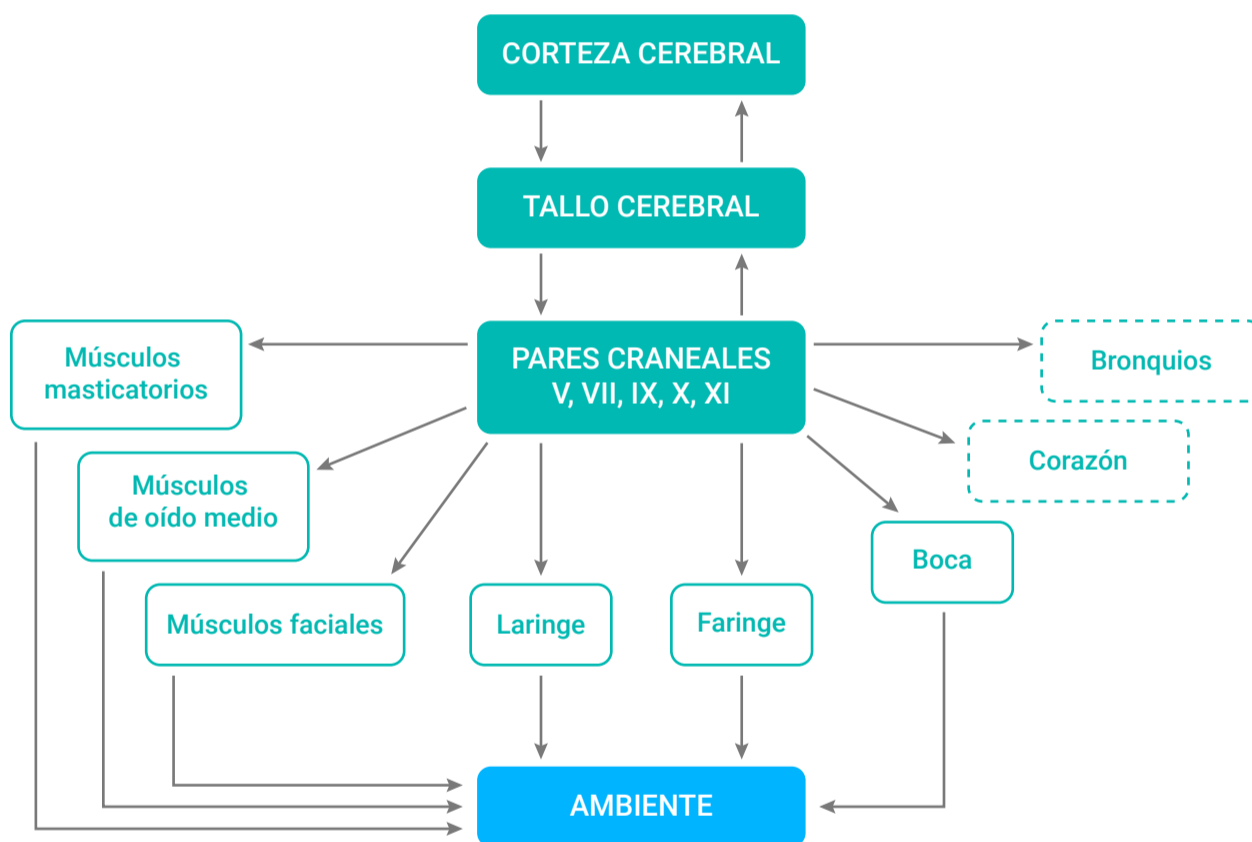 CORTEZA CEREBRAL
TALLO CEREBRAL
PARES CRANEALES
V, VII, IX, X, XI
Músculos
masticatorios
Bronquios
Músculos
de oído medio
Corazón
Músculos faciales
Laringe
Faringe
Boca
AMBIENTE